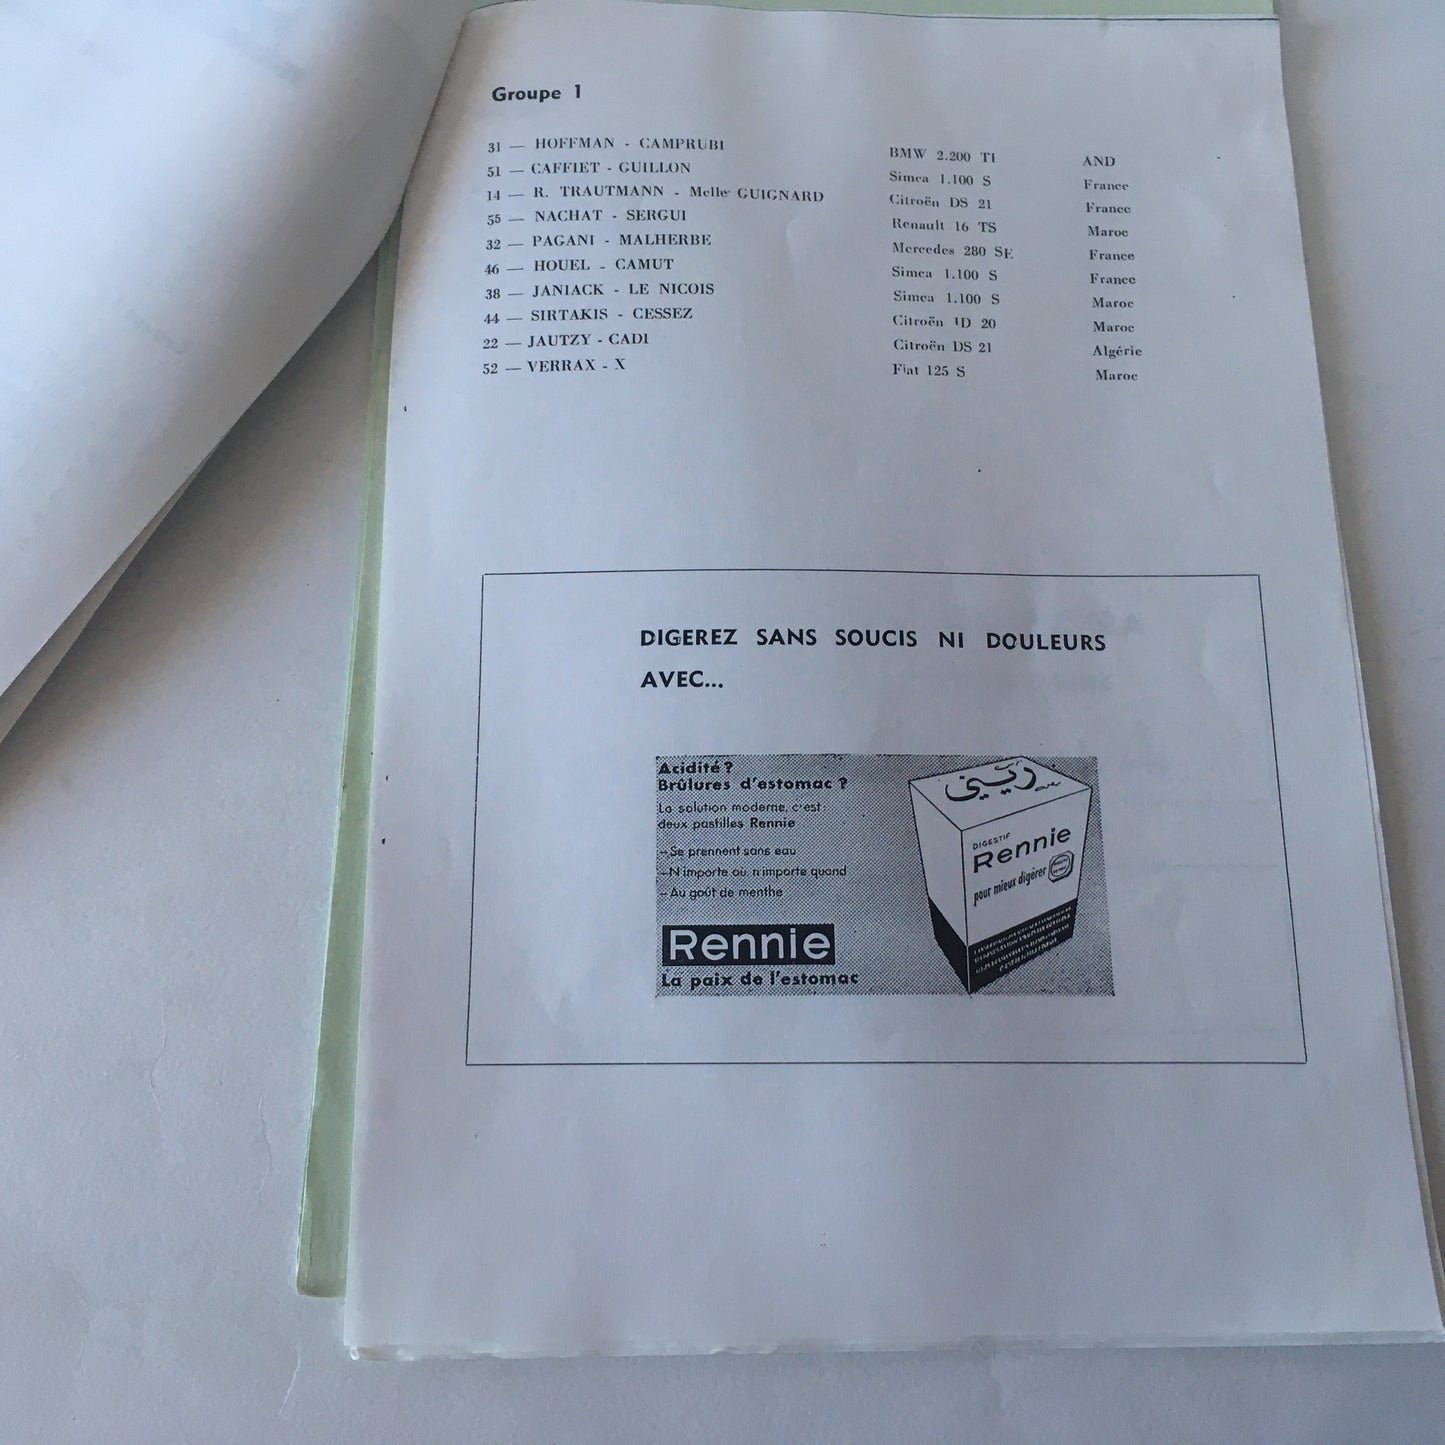 Groupe 1
31 — HOFFMAN - CAMPRUBI BMW 2.200 TI AND
51 — CAFFIET - GUILLON Simca 1.100 S France
14 — R. TRAUTMANN - Melle GUIGNARD Citroën DS 21 France
55 — NACHAT - SERGUI Renault 16 TS Maroc
32 — PAGANI - MALHERBE Mercedes 280 SE France
46 — HOUEL - CAMUT Simca 1.100 S France
38 — JANIACK - LE NICOIS Simca 1.100 S Maroc
44 — SIRTAKIS - CESSEZ Citroën ID 20 Maroc
22 — JAUTZY - CADI Citroën DS 21 Algérie
52 — VERRAX - X Fiat 125 S Maroc
DIGEREZ SANS SOUCIS NI DOULEURS
AVEC...
Acidité ?
Brûlures d'estomac ?
La solution moderne, c'est :
deux pastilles Rennie
— Se prennent sans eau
— N'importe où, n'importe quand
— Au goût de menthe
Rennie
La paix de l'estomac
ريني
DIGESTIF
Rennie
pour mieux digérer